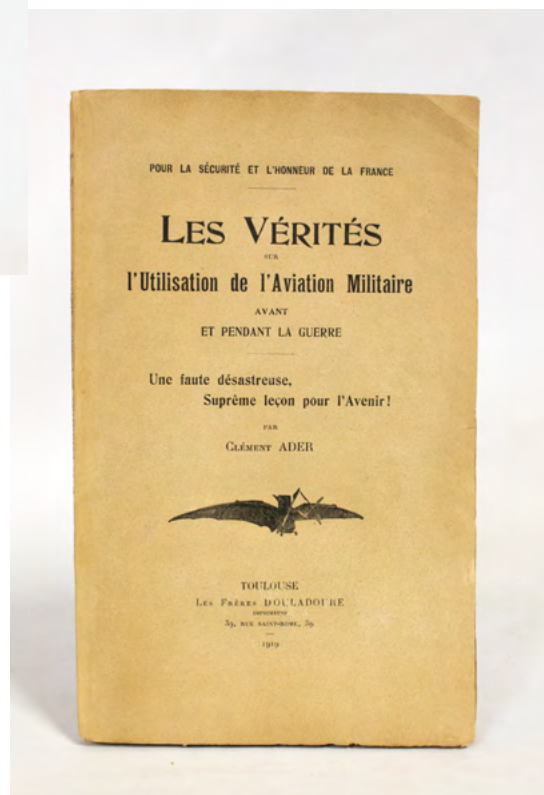 POUR LA SÉCURITÉ ET L'HONNEUR DE LA FRANCE
LES VÉRITÉS
SUR
l'Utilisation de l'Aviation Militaire
AVANT
ET PENDANT LA GUERRE
Une faute désastreuse,
Suprême leçon pour l'Avenir!
PAR
CLÉMENT ADER
TOULOUSE
LES FRÈRES DOULADOURE
IMPRIMEURS
39, RUE SAINT-ROME, 39
1919